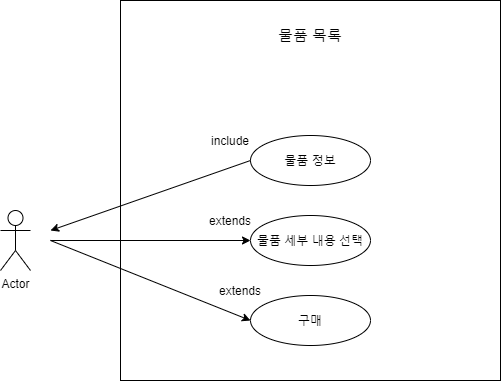 물품 목록
include
물품 정보
extends
물품 세부 내용 선택
Actor
extends
구매